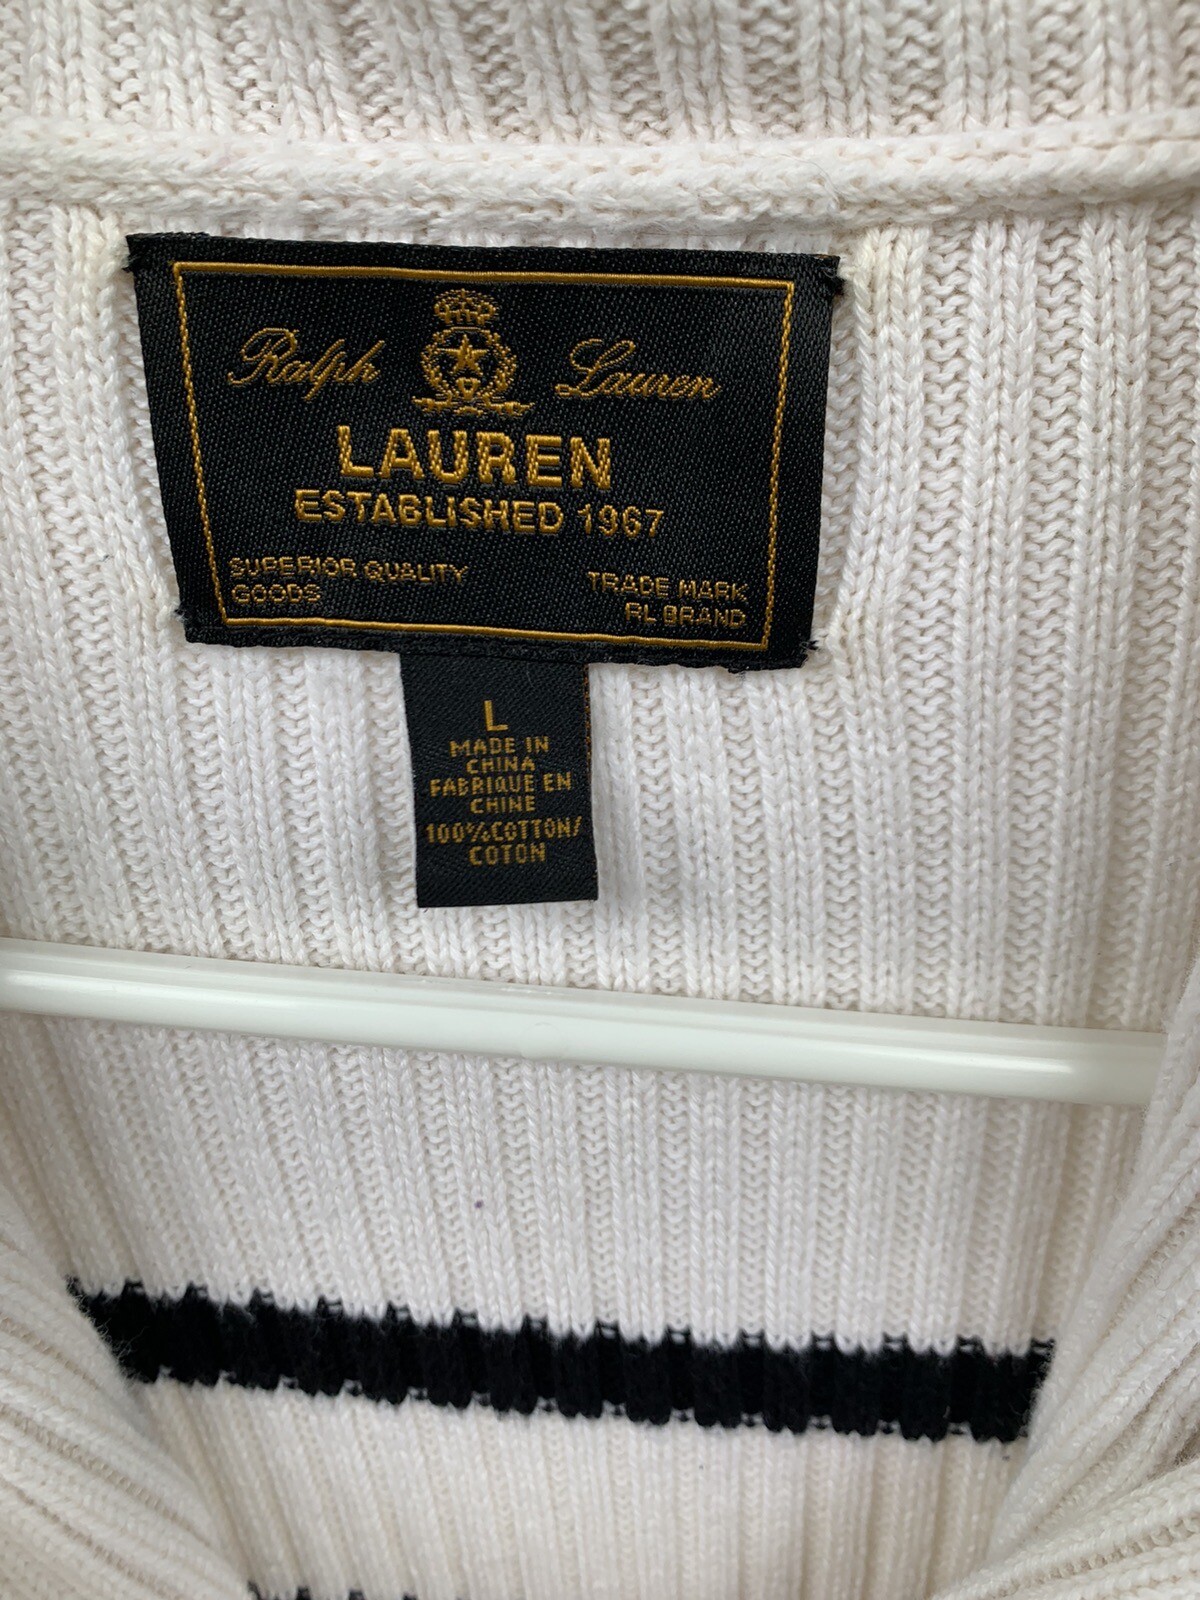 Ralph Lauren
LAUREN
ESTABLISHED 1967
SUPERIOR QUALITY
GOODS
TRADE MARK
RL BRAND
L
MADE IN
CHINA
FABRIQUE EN
CHINE
100%COTTON/
COTON